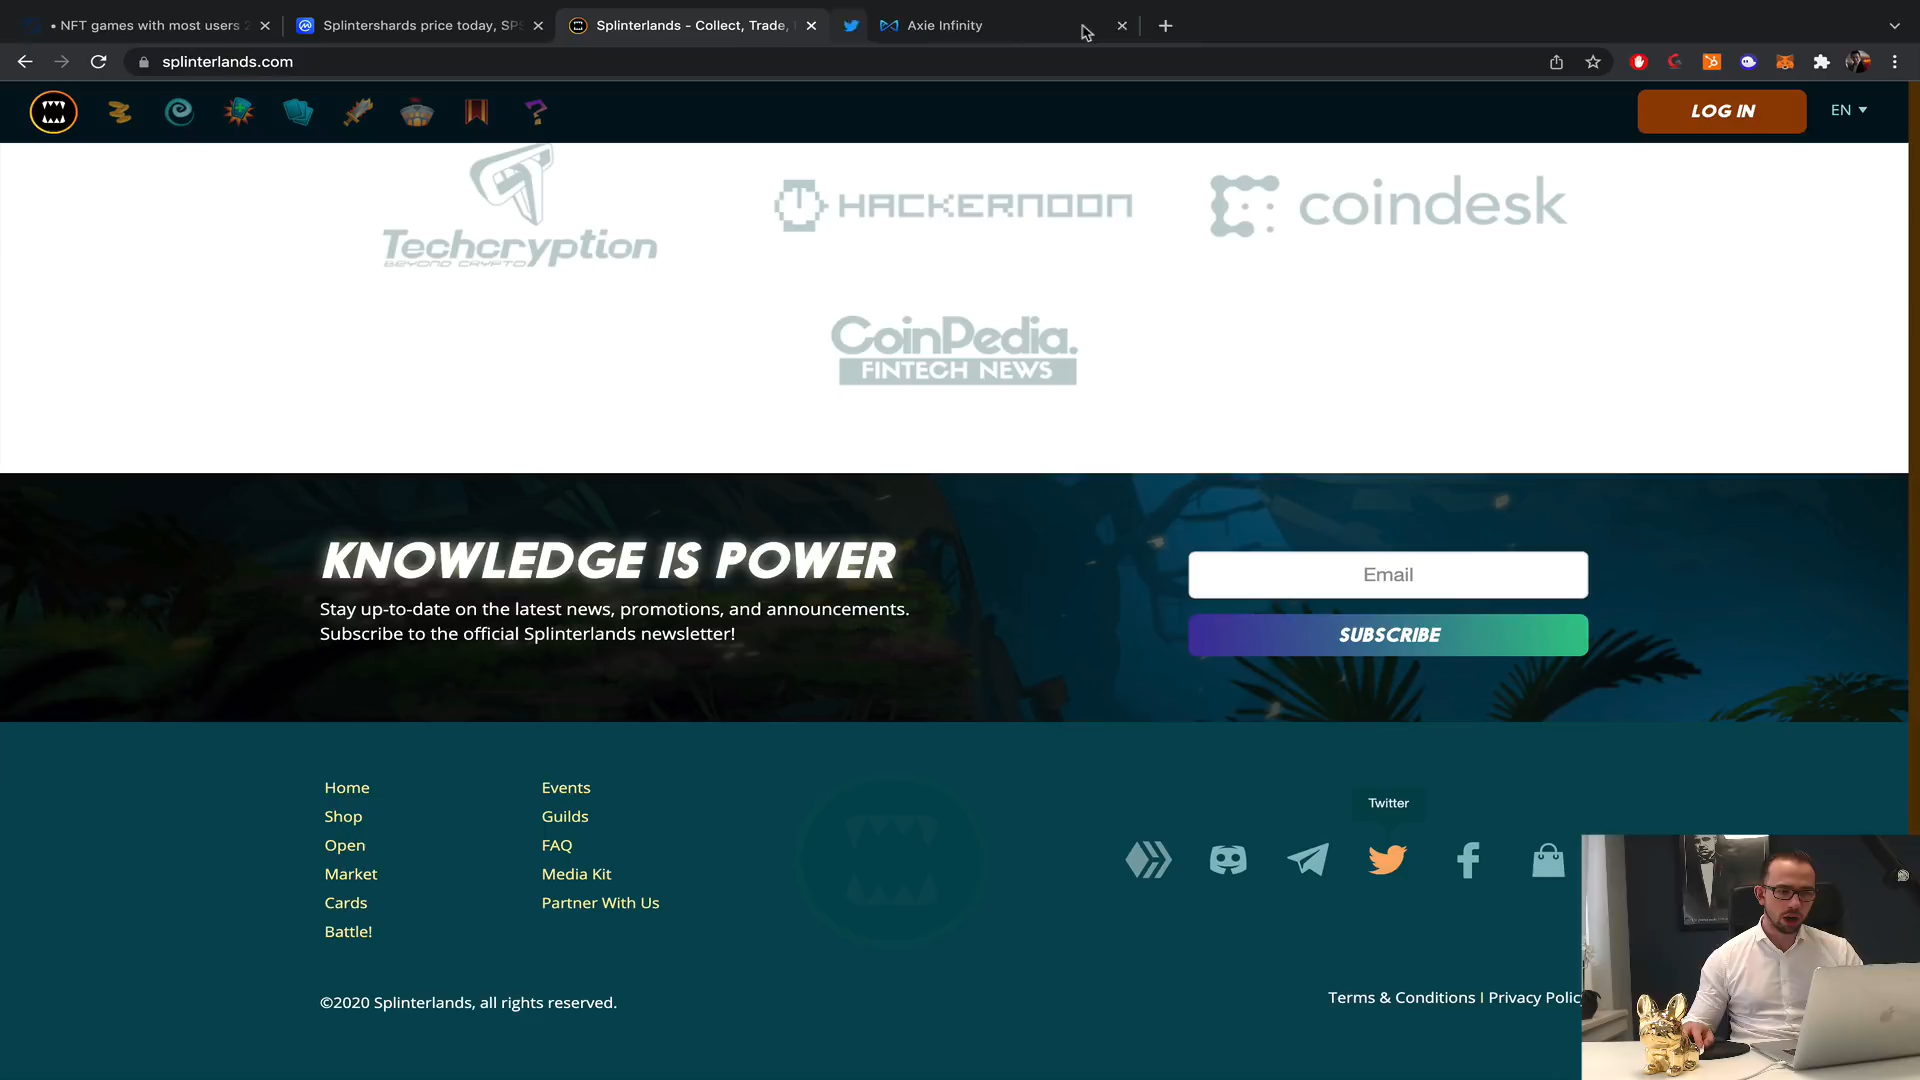 • NFT games with most users 2
Splintershards price today, SPS
Splinterlands - Collect, Trade,
Axie Infinity
splinterlands.com
LOG IN
EN
Techcryption
BEYOND CRYPTO
HACKERNOON
coindesk
CoinPedia.
FINTECH NEWS
KNOWLEDGE IS POWER
Stay up-to-date on the latest news, promotions, and announcements.
Subscribe to the official Splinterlands newsletter!
Email
SUBSCRIBE
Home
Events
Shop
Guilds
Open
FAQ
Market
Media Kit
Cards
Partner With Us
Battle!
Twitter
©2020 Splinterlands, all rights reserved.
Terms & Conditions | Privacy Policy